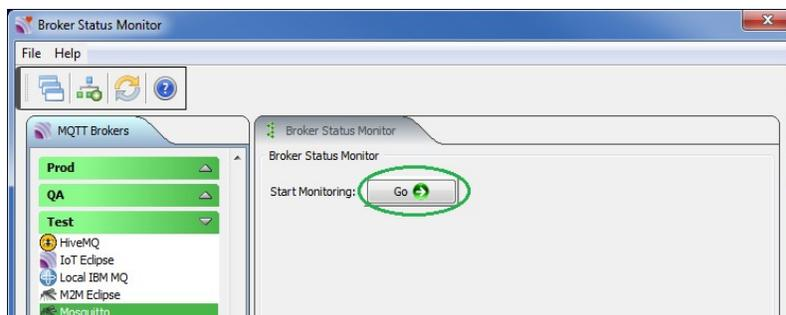 Broker Status Monitor
File Help
MQTT Brokers
Broker Status Monitor
Broker Status Monitor
Prod
Start Monitoring: Go
QA
Test
HiveMQ
IoT Eclipse
Local IBM MQ
M2M Eclipse
Mosquitto